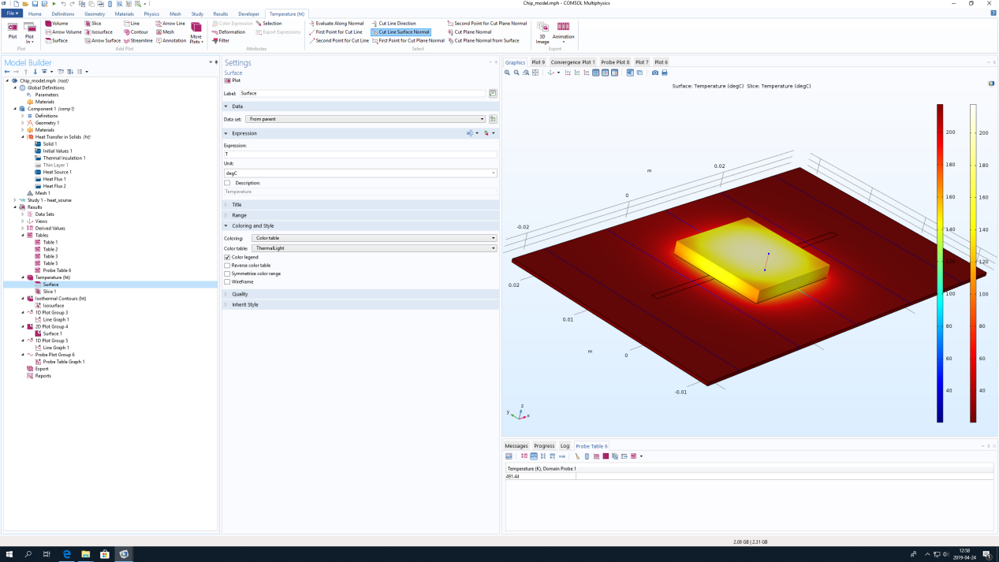 Chip_model.mph - COMSOL Multiphysics
File Home Definitions Geometry Materials Physics Mesh Study Results Developer Temperature (ht)
Plot
Plot In
Volume Slice Line Arrow Line
Arrow Volume Isosurface Contour Mesh
Surface Arrow Surface Streamline Annotation
More Plots
Color Expression Selection
Deformation Export Expressions
Filter
Evaluate Along Normal Cut Line Direction Second Point for Cut Plane Normal
First Point for Cut Line Cut Line Surface Normal Cut Plane Normal
Second Point for Cut Line First Point for Cut Plane Normal Cut Plane Normal from Surface
3D Image
Animation
Plot Add Plot Attributes Select Export
Model Builder
Chip_model.mph (root)
Global Definitions
Parameters
Materials
Component 1 (comp1)
Definitions
Geometry 1
Materials
Heat Transfer in Solids (ht)
Solid 1
Initial Values 1
Thermal Insulation 1
Thin Layer 1
Heat Source 1
Heat Flux 1
Heat Flux 2
Mesh 1
Study 1 - heat_sourse
Results
Data Sets
Views
Derived Values
Tables
Table 1
Table 2
Table 3
Table 5
Probe Table 6
Temperature (ht)
Surface
Slice 1
Isothermal Contours (ht)
Isosurface
1D Plot Group 3
Line Graph 1
2D Plot Group 4
Surface 1
1D Plot Group 5
Line Graph 1
Probe Plot Group 6
Probe Table Graph 1
Export
Reports
Settings
Surface
Plot
Label: Surface
Data
Data set: From parent
Expression
Expression:
T
Unit:
degC
Description:
Temperature
Title
Range
Coloring and Style
Coloring: Color table
Color table: ThermalLight
Color legend
Reverse color table
Symmetrize color range
Wireframe
Quality
Inherit Style
Graphics Plot 9 Convergence Plot 1 Probe Plot 8 Plot 7 Plot 6
Surface: Temperature (degC) Slice: Temperature (degC)
200 200
180 180
160 160
140 140
120 120
100 100
80 80
60 60
40 40
0.02
m
0
-0.02
0.02
0.01
m
0
-0.01
z
y
x
Messages Progress Log Probe Table 6
Temperature (K), Domain Probe 1
491.44
2.08 GB | 2.31 GB
12:58
2019-04-24